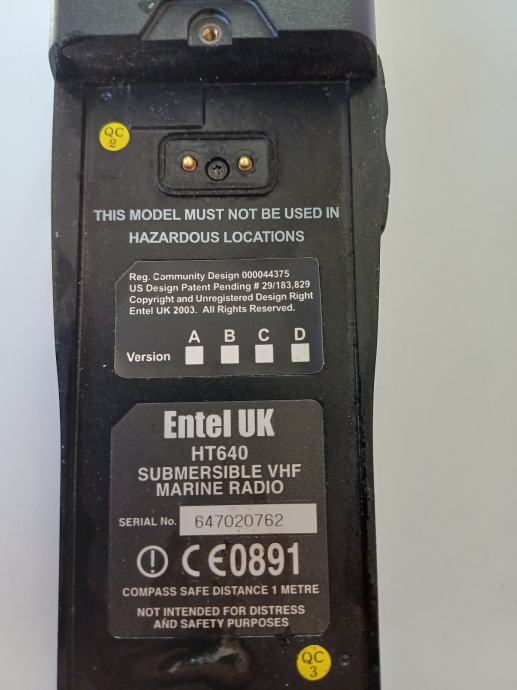 QC
2
THIS MODEL MUST NOT BE USED IN
HAZARDOUS LOCATIONS
Reg. Community Design 000044375
US Design Patent Pending # 29/183,829
Copyright and Unregistered Design Right
Entel UK 2003. All Rights Reserved.
Version A B C D
Entel UK
HT640
SUBMERSIBLE VHF
MARINE RADIO
SERIAL No. 647020762
CE0891
COMPASS SAFE DISTANCE 1 METRE
NOT INTENDED FOR DISTRESS
AND SAFETY PURPOSES
QC
3